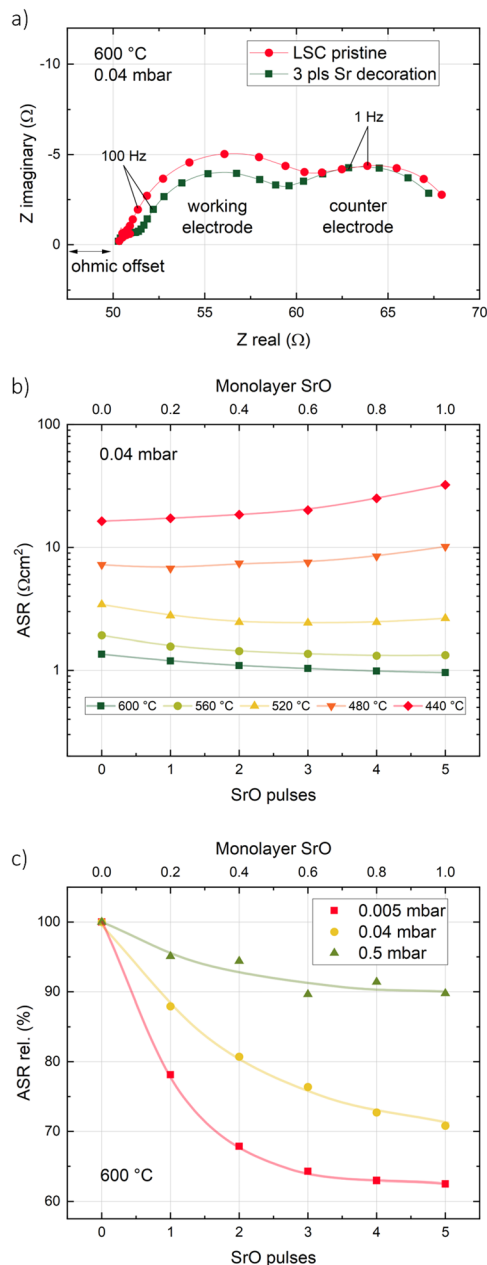 a)
600 °C
0.04 mbar
LSC pristine
3 pls Sr decoration
-10
-5
0
Z imaginary (Ω)
100 Hz
1 Hz
working
electrode
counter
electrode
ohmic offset
50 55 60 65 70
Z real (Ω)
b)
Monolayer SrO
0.0 0.2 0.4 0.6 0.8 1.0
100
10
1
ASR (Ωcm²)
0.04 mbar
600 °C 560 °C 520 °C 480 °C 440 °C
0 1 2 3 4 5
SrO pulses
c)
Monolayer SrO
0.0 0.2 0.4 0.6 0.8 1.0
0.005 mbar
0.04 mbar
0.5 mbar
100
90
80
70
60
ASR rel. (%)
600 °C
0 1 2 3 4 5
SrO pulses